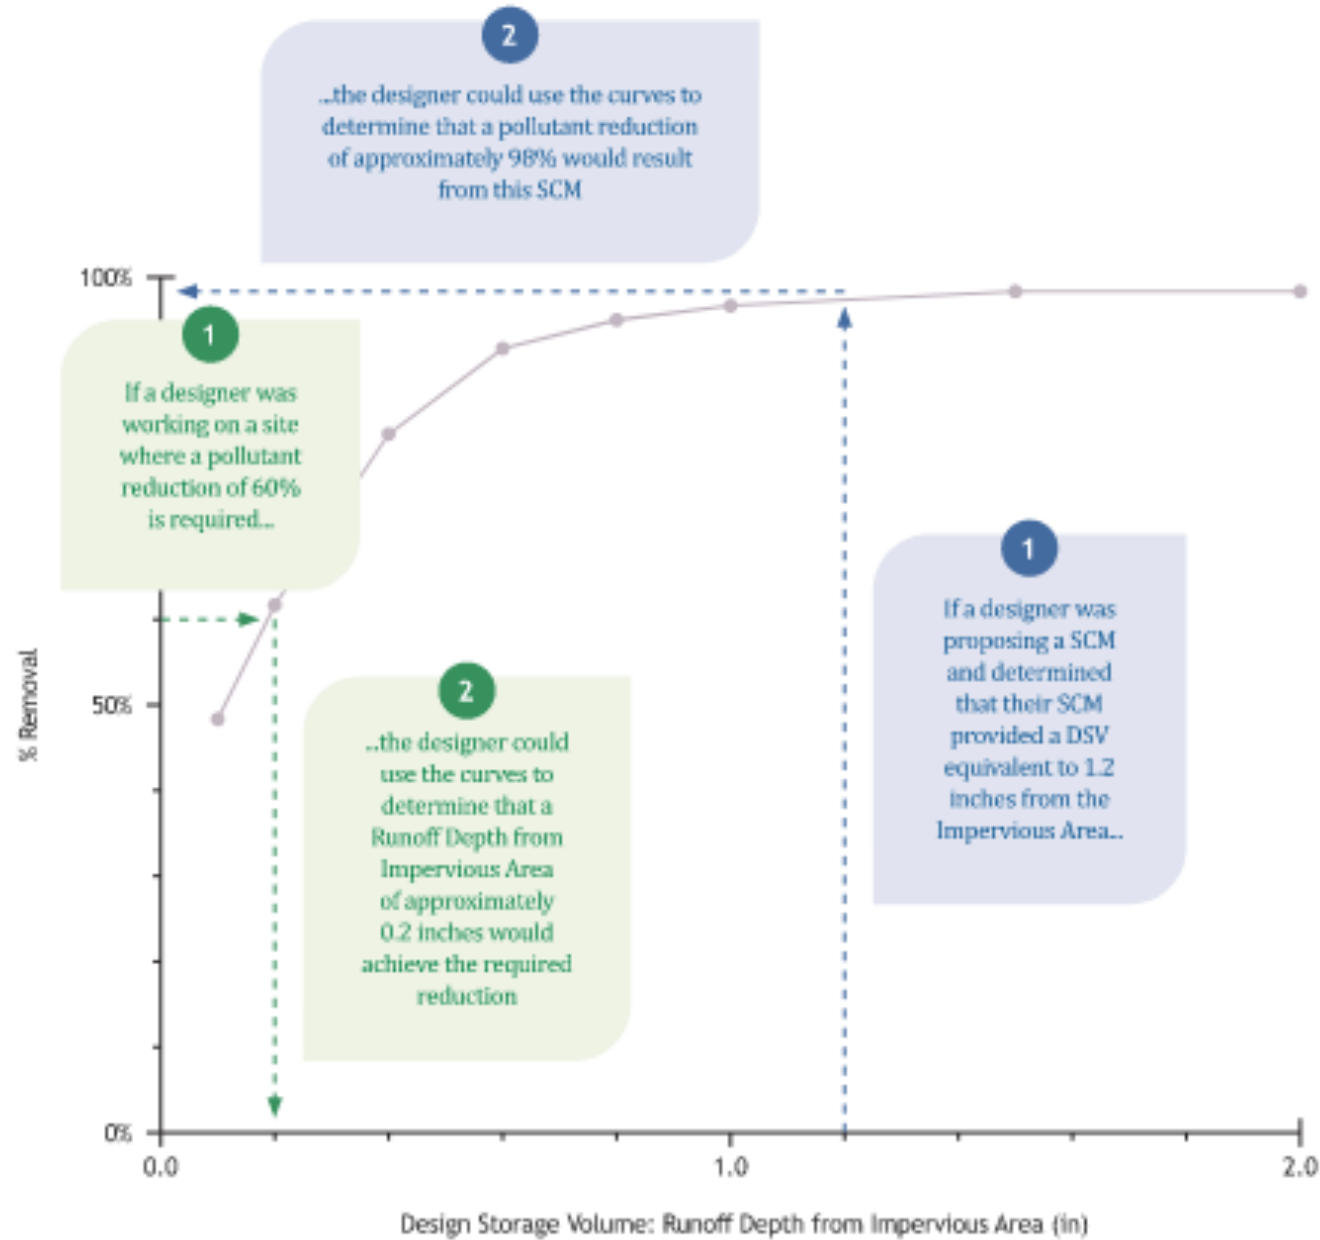 2
...the designer could use the curves to
determine that a pollutant reduction
of approximately 98% would result
from this SCM
100%
1
If a designer was
working on a site
where a pollutant
reduction of 60%
is required...
1
If a designer was
proposing a SCM
and determined
that their SCM
provided a DSV
equivalent to 1.2
inches from the
Impervious Area...
% Removal
50%
2
...the designer could
use the curves to
determine that a
Runoff Depth from
Impervious Area
of approximately
0.2 inches would
achieve the required
reduction
0%
0.0
1.0
2.0
Design Storage Volume: Runoff Depth from Impervious Area (in)